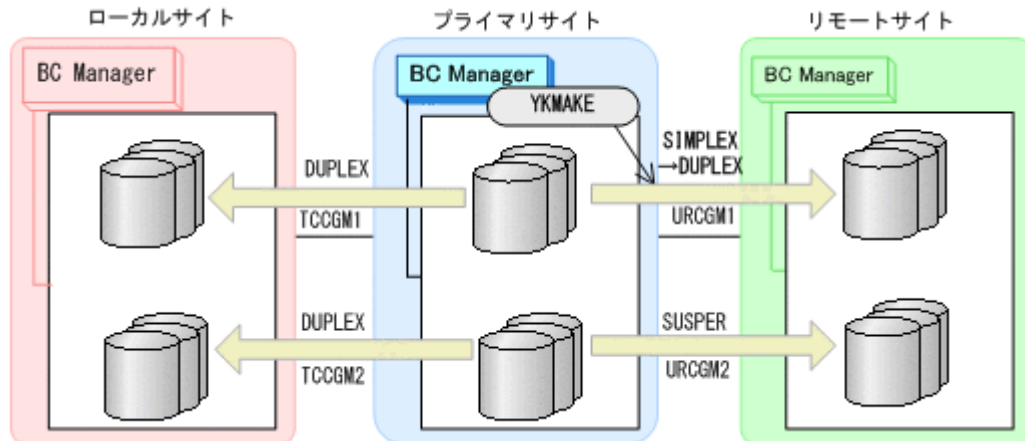 ローカルサイト
プライマリサイト
リモートサイト
BC Manager
BC Manager
BC Manager
YKMAKE
SIMPLEX
→DUPLEX
DUPLEX
TCCGM1
URCGM1
DUPLEX
SUSPER
TCCGM2
URCGM2